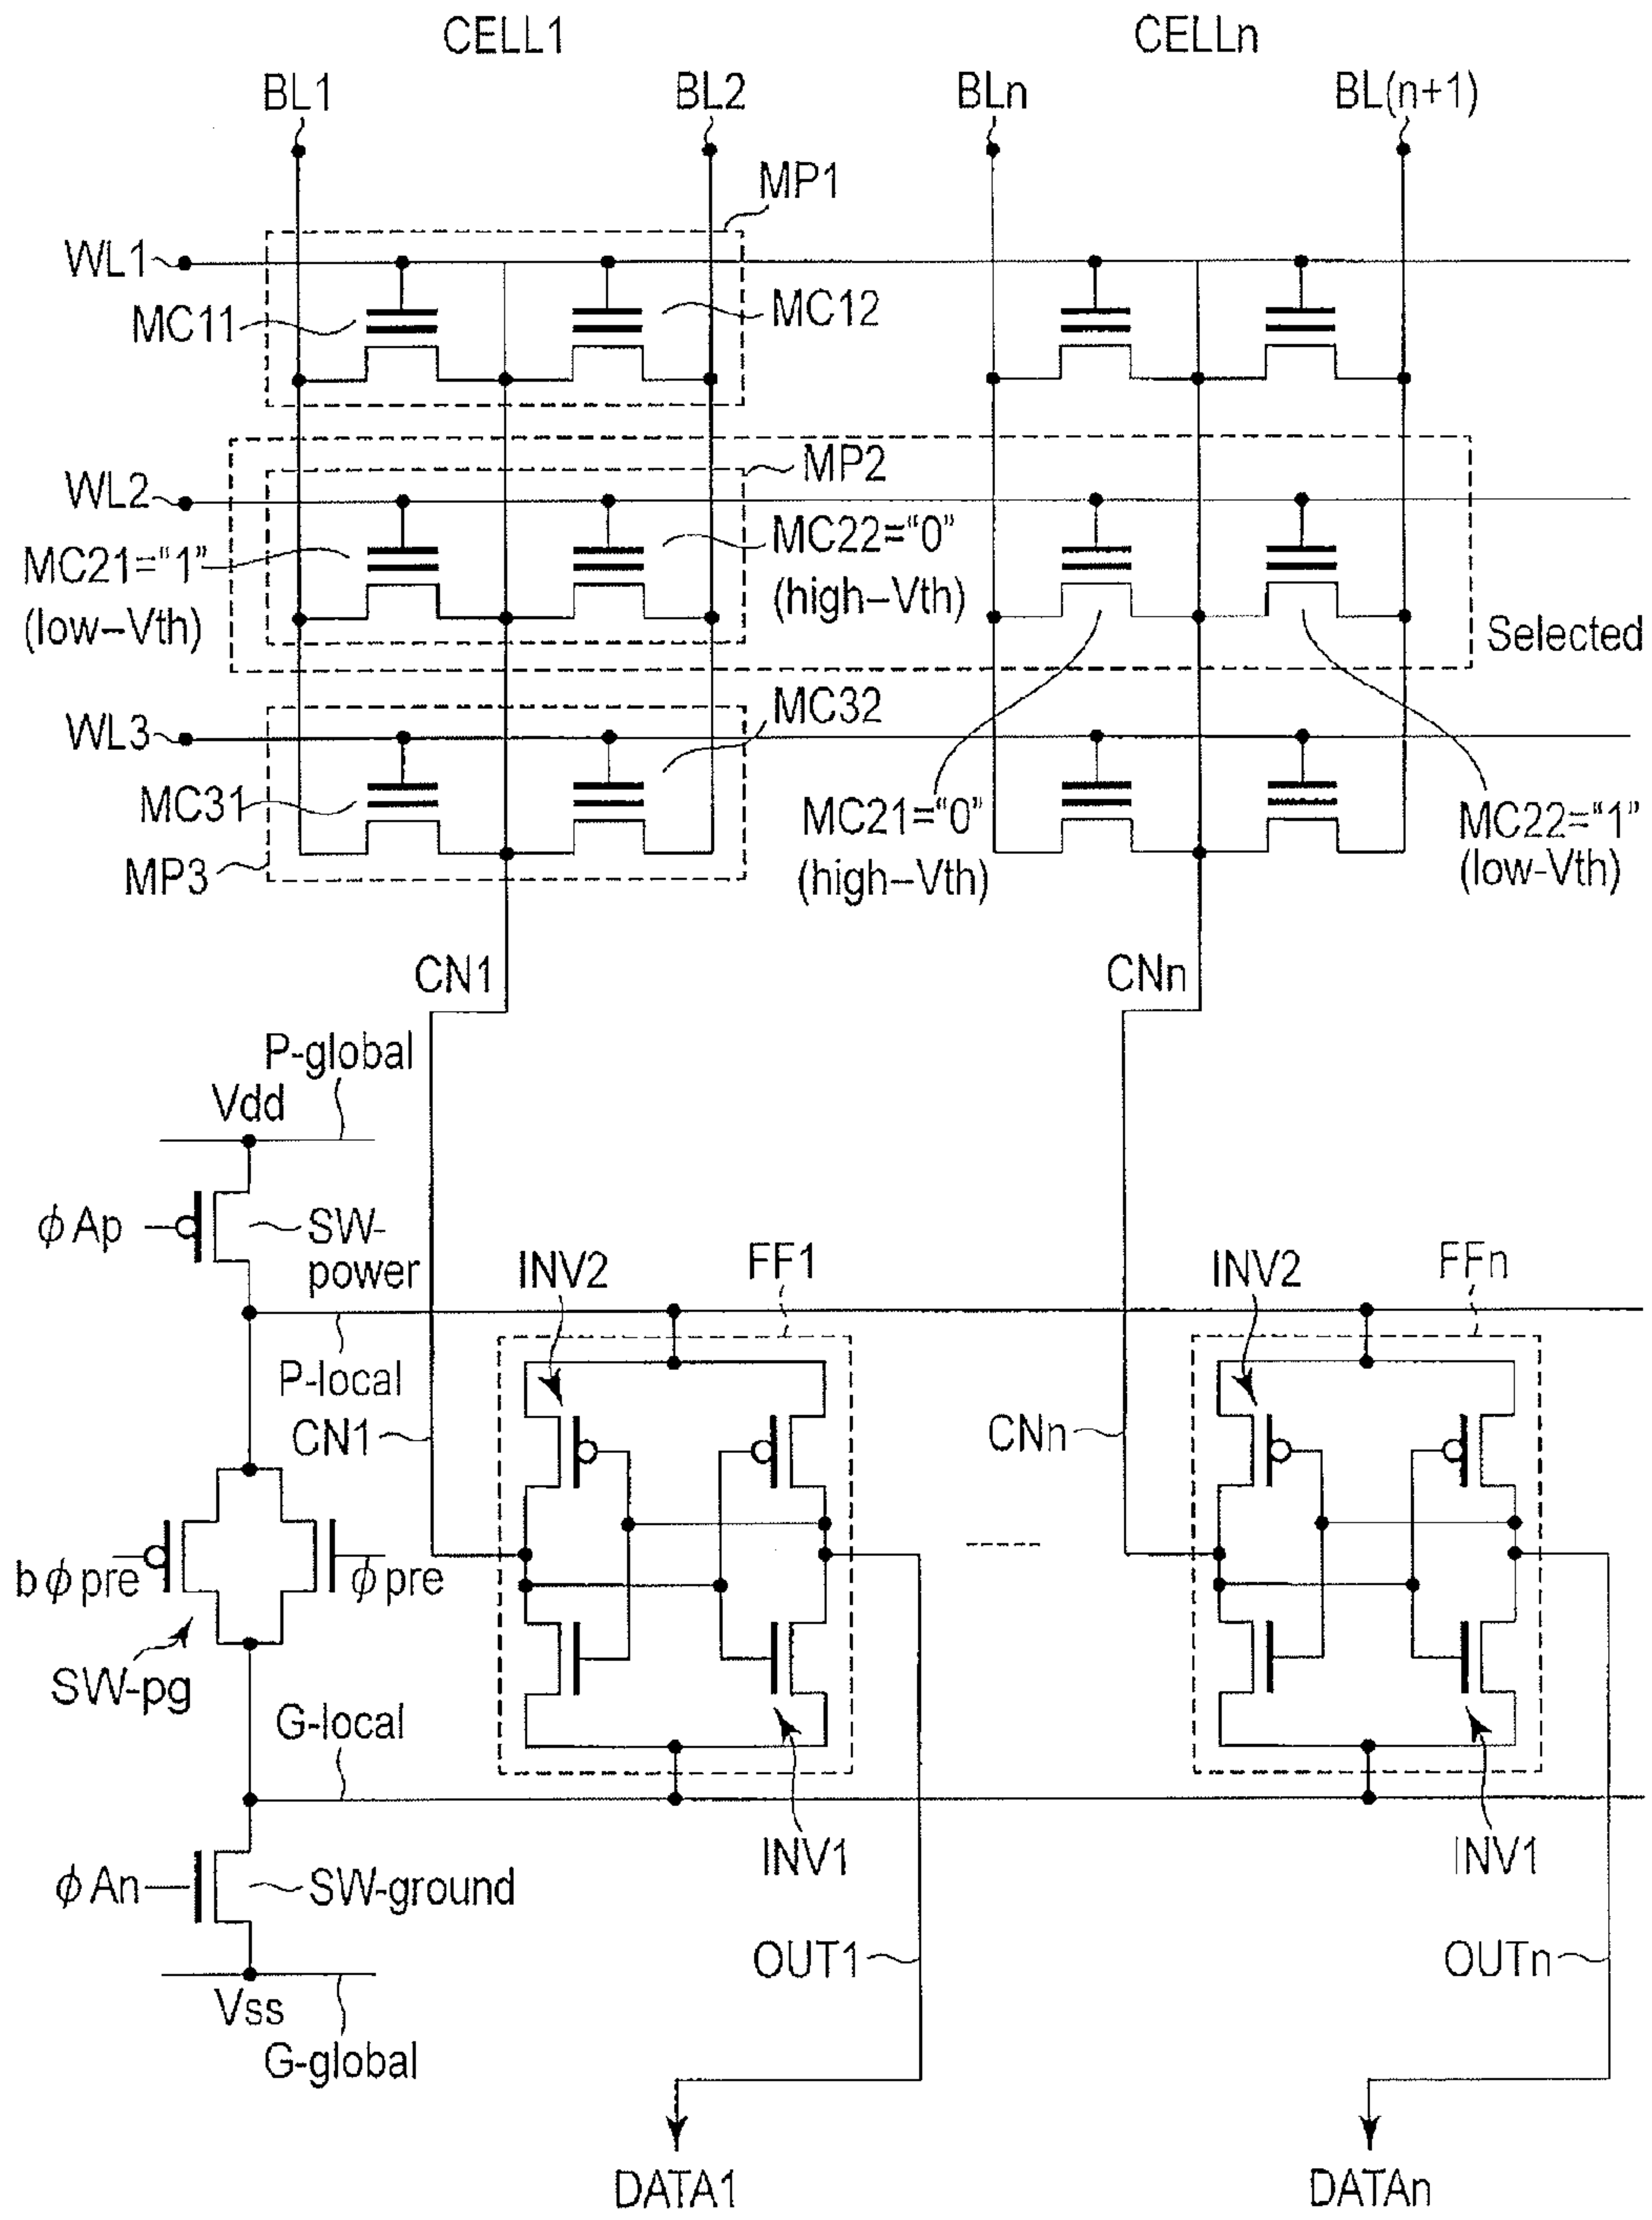 CELL1
CELLn
BL1
BL2
BLn
BL(n+1)
MP1
WL1
MC11
MC12
WL2
MP2
MC21=“1”
(low–Vth)
MC22=“0”
(high–Vth)
Selected
WL3
MC32
MC31
MP3
MC21=“0”
(high–Vth)
MC22=“1”
(low-Vth)
CN1
CNn
P-global
Vdd
ϕAp
SW-
power
INV2
FF1
INV2
FFn
P-local
CN1
CNn
bϕpre
ϕpre
SW-pg
G-local
INV1
INV1
ϕAn
SW-ground
OUT1
OUTn
Vss
G-global
DATA1
DATAn